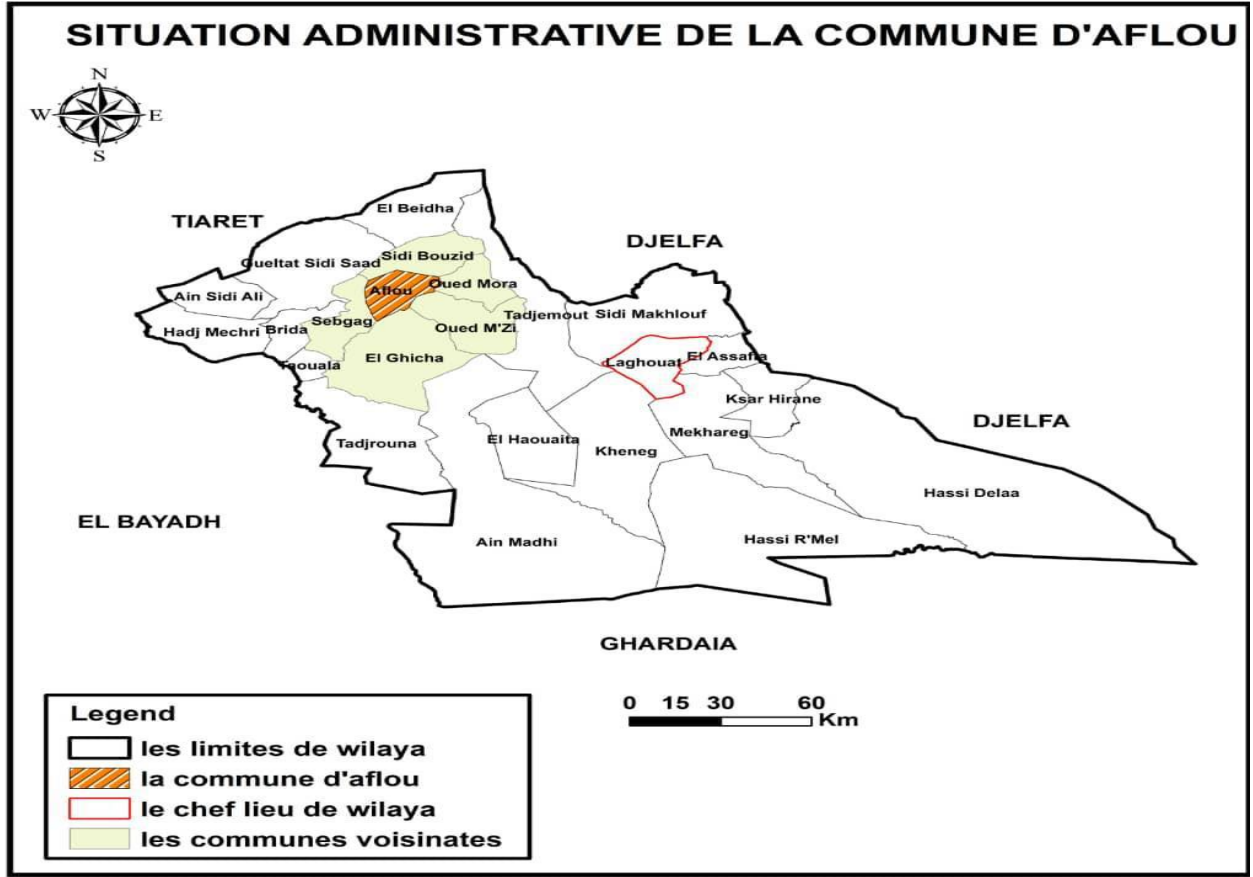 SITUATION ADMINISTRATIVE DE LA COMMUNE D'AFLOU
N
W E
S
TIARET
El Beidha
DJELFA
Sidi Bouzid
Gueltat Sidi Saad
Aflou
Oued Mora
Ain Sidi Ali
Tadjemout
Sidi Makhlouf
Hadj Mechri
Brida
Sebgag
Oued M'Zi
El Ghicha
Taouala
Laghouat
El Assafia
Ksar Hirane
DJELFA
Tadjrouna
El Haouaita
Mekhareg
Kheneg
Hassi Delaa
EL BAYADH
Ain Madhi
Hassi R'Mel
GHARDAIA
0 15 30 60
Km
Legend
les limites de wilaya
la commune d'aflou
le chef lieu de wilaya
les communes voisinates